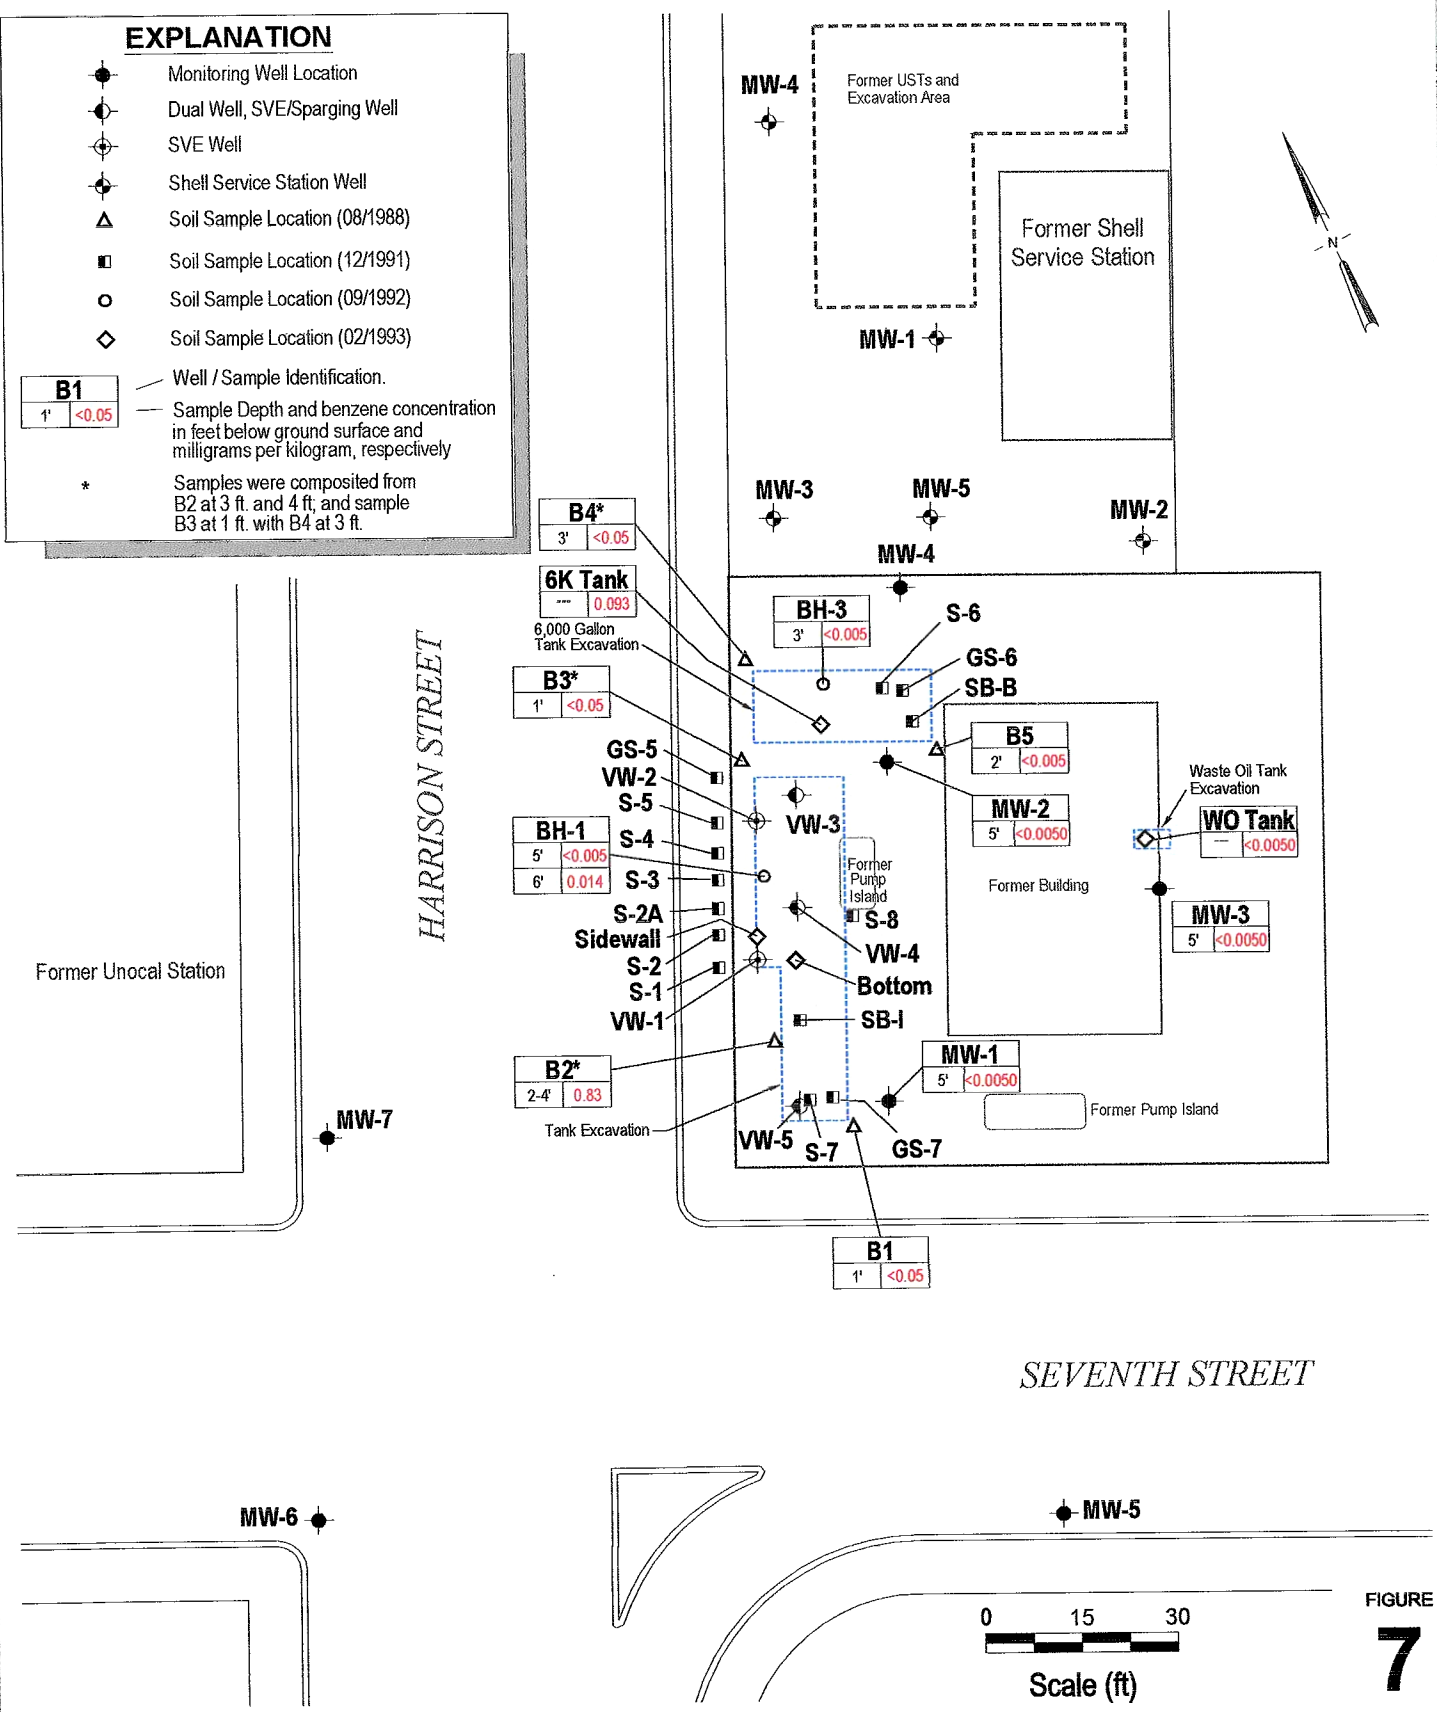 EXPLANATION
Monitoring Well Location
Dual Well, SVE/Sparging Well
SVE Well
Shell Service Station Well
Soil Sample Location (08/1988)
Soil Sample Location (12/1991)
Soil Sample Location (09/1992)
Soil Sample Location (02/1993)
B1
1' <0.05
Well / Sample Identification.
Sample Depth and benzene concentration
in feet below ground surface and
milligrams per kilogram, respectively
*
Samples were composited from
B2 at 3 ft. and 4 ft; and sample
B3 at 1 ft. with B4 at 3 ft.
MW-4
Former USTs and
Excavation Area
Former Shell
Service Station
N
MW-1
MW-3
MW-5
MW-2
MW-4
B4*
3' <0.05
6K Tank
--- 0.093
6,000 Gallon
Tank Excavation
BH-3
3' <0.005
S-6
GS-6
SB-B
B3*
1' <0.05
B5
2' <0.005
GS-5
VW-2
S-5
BH-1
5' <0.005
6' 0.014
S-4
S-3
S-2A
Sidewall
S-2
S-1
VW-1
VW-3
MW-2
5' <0.0050
Waste Oil Tank
Excavation
WO Tank
--- <0.0050
Former
Pump
Island
Former Building
S-8
MW-3
5' <0.0050
VW-4
Bottom
SB-I
HARRISON STREET
Former Unocal Station
B2*
2-4' 0.83
Tank Excavation
MW-1
5' <0.0050
Former Pump Island
MW-7
VW-5
S-7
GS-7
B1
1' <0.05
SEVENTH STREET
MW-6
MW-5
0 15 30
Scale (ft)
FIGURE
7